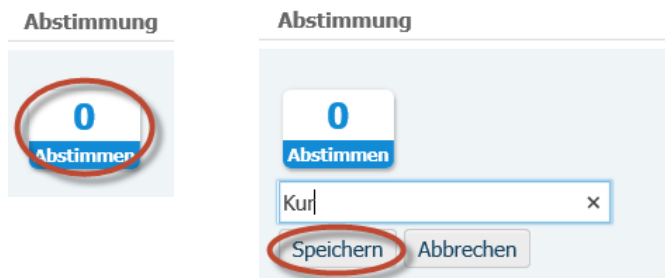 Abstimmung
0
Abstimmen
Abstimmung
0
Abstimmen
Kur
Speichern Abbrechen